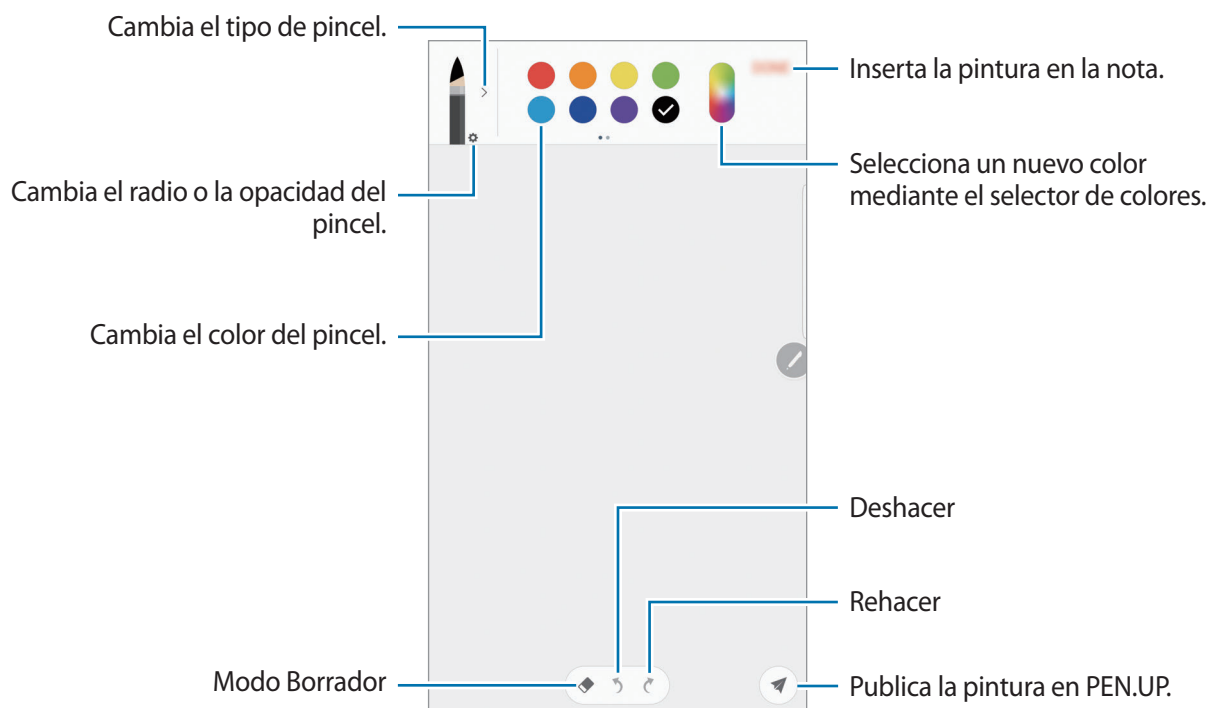 Cambia el tipo de pincel.
Inserta la pintura en la nota.
Selecciona un nuevo color
mediante el selector de colores.
Cambia el radio o la opacidad del
pincel.
Cambia el color del pincel.
Deshacer
Rehacer
Modo Borrador
Publica la pintura en PEN.UP.